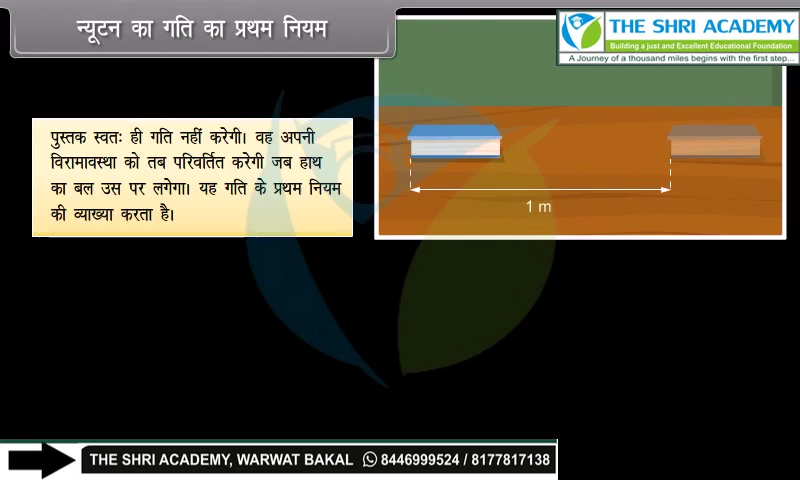 न्यूटन का गति का प्रथम नियम
THE SHRI ACADEMY
Building a just and Excellent Educational Foundation
A Journey of a thousand miles begins with the first step...
पुस्तक स्वतः ही गति नहीं करेगी। वह अपनी
विरामावस्था को तब परिवर्तित करेगी जब हाथ
का बल उस पर लगेगा। यह गति के प्रथम नियम
की व्याख्या करता है।
1 m
THE SHRI ACADEMY, WARWAT BAKAL 8446999524 / 8177817138